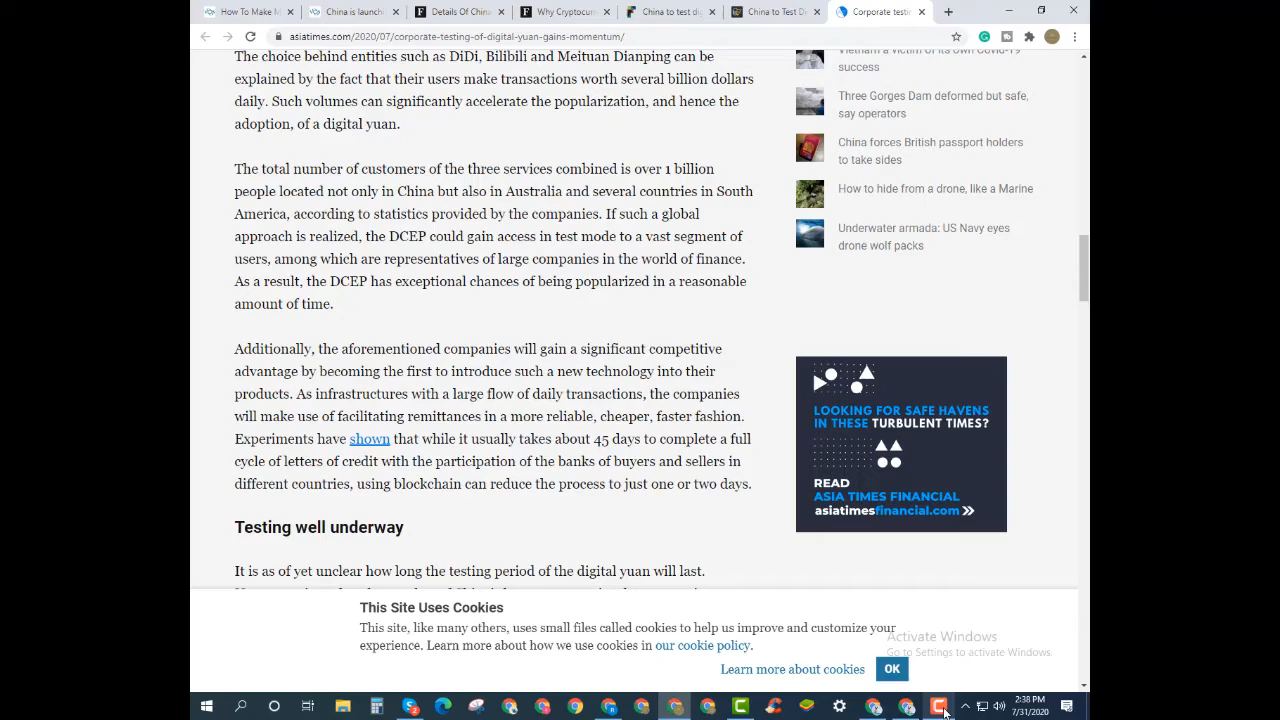 How To Make M
China is launch
Details Of China
Why Cryptocur
China to test dig
China to Test Di
Corporate testi
asiatimes.com/2020/07/corporate-testing-of-digital-yuan-gains-momentum/
The choice behind entities such as DiDi, Bilibili and Meituan Dianping can be
explained by the fact that their users make transactions worth several billion dollars
daily. Such volumes can significantly accelerate the popularization, and hence the
adoption, of a digital yuan.
The total number of customers of the three services combined is over 1 billion
people located not only in China but also in Australia and several countries in South
America, according to statistics provided by the companies. If such a global
approach is realized, the DCEP could gain access in test mode to a vast segment of
users, among which are representatives of large companies in the world of finance.
As a result, the DCEP has exceptional chances of being popularized in a reasonable
amount of time.
Additionally, the aforementioned companies will gain a significant competitive
advantage by becoming the first to introduce such a new technology into their
products. As infrastructures with a large flow of daily transactions, the companies
will make use of facilitating remittances in a more reliable, cheaper, faster fashion.
Experiments have shown that while it usually takes about 45 days to complete a full
cycle of letters of credit with the participation of the banks of buyers and sellers in
different countries, using blockchain can reduce the process to just one or two days.
Testing well underway
It is as of yet unclear how long the testing period of the digital yuan will last.
Vietnam a victim of its own Covid-19
success
Three Gorges Dam deformed but safe,
say operators
China forces British passport holders
to take sides
How to hide from a drone, like a Marine
Underwater armada: US Navy eyes
drone wolf packs
LOOKING FOR SAFE HAVENS
IN THESE TURBULENT TIMES?
READ
ASIA TIMES FINANCIAL
asiatimesfinancial.com
This Site Uses Cookies
This site, like many others, uses small files called cookies to help us improve and customize your
experience. Learn more about how we use cookies in our cookie policy.
Learn more about cookies
OK
Activate Windows
Go to Settings to activate Windows.
2:38 PM
7/31/2020